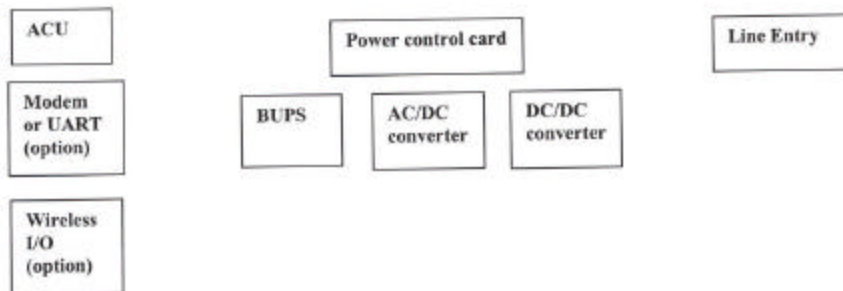 ACU
Power control card
Line Entry
Modem
or UART
(option)
BUPS
AC/DC
converter
DC/DC
converter
Wireless
I/O
(option)